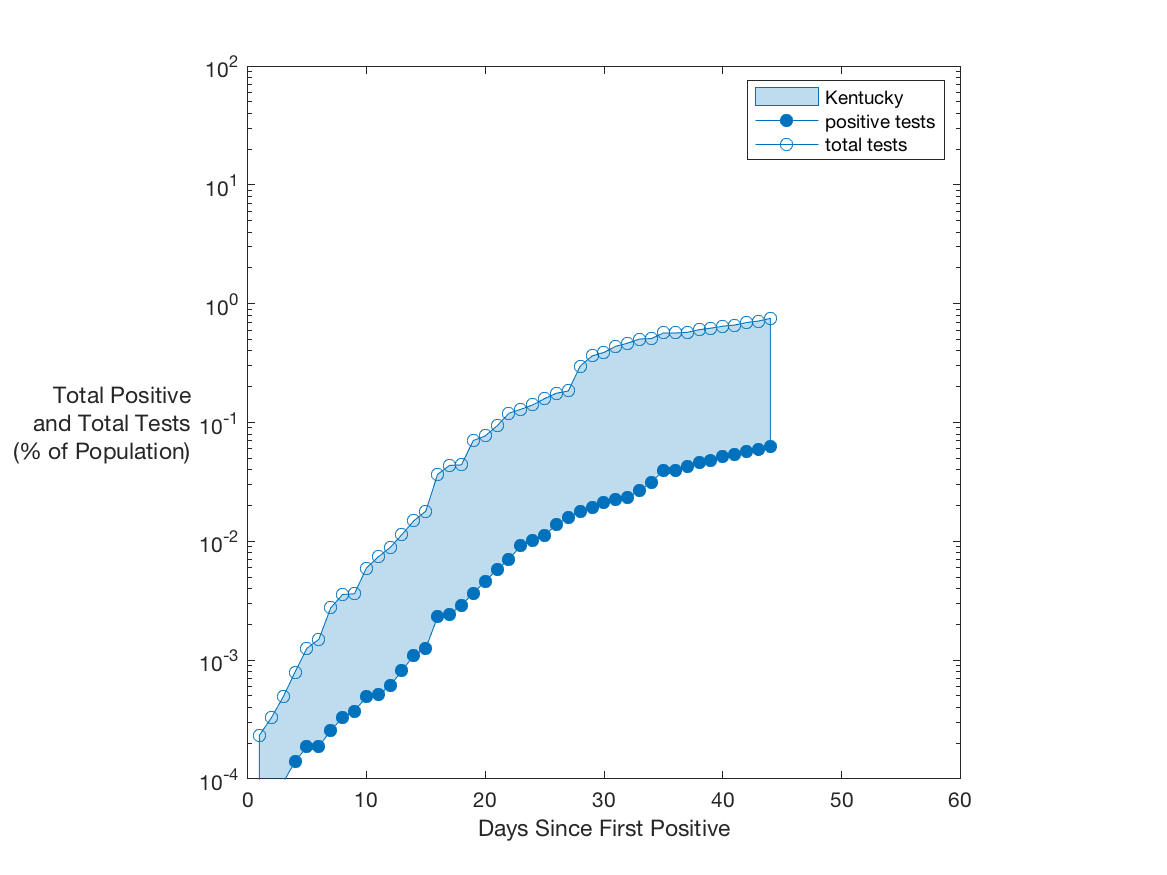 10^2
10^1
10^0
10^-1
10^-2
10^-3
10^-4
Total Positive
and Total Tests
(% of Population)
Kentucky
positive tests
total tests
0 10 20 30 40 50 60
Days Since First Positive